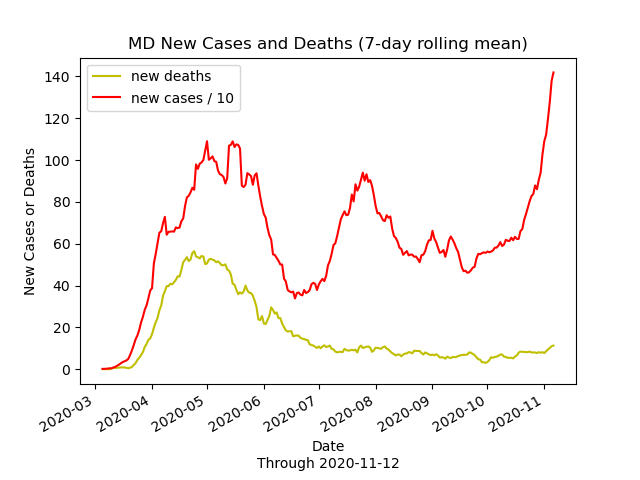 MD New Cases and Deaths (7-day rolling mean)
new deaths
new cases / 10
140
120
100
80
60
40
20
0
New Cases or Deaths
2020-03
2020-04
2020-05
2020-06
2020-07
2020-08
2020-09
2020-10
2020-11
Date
Through 2020-11-12